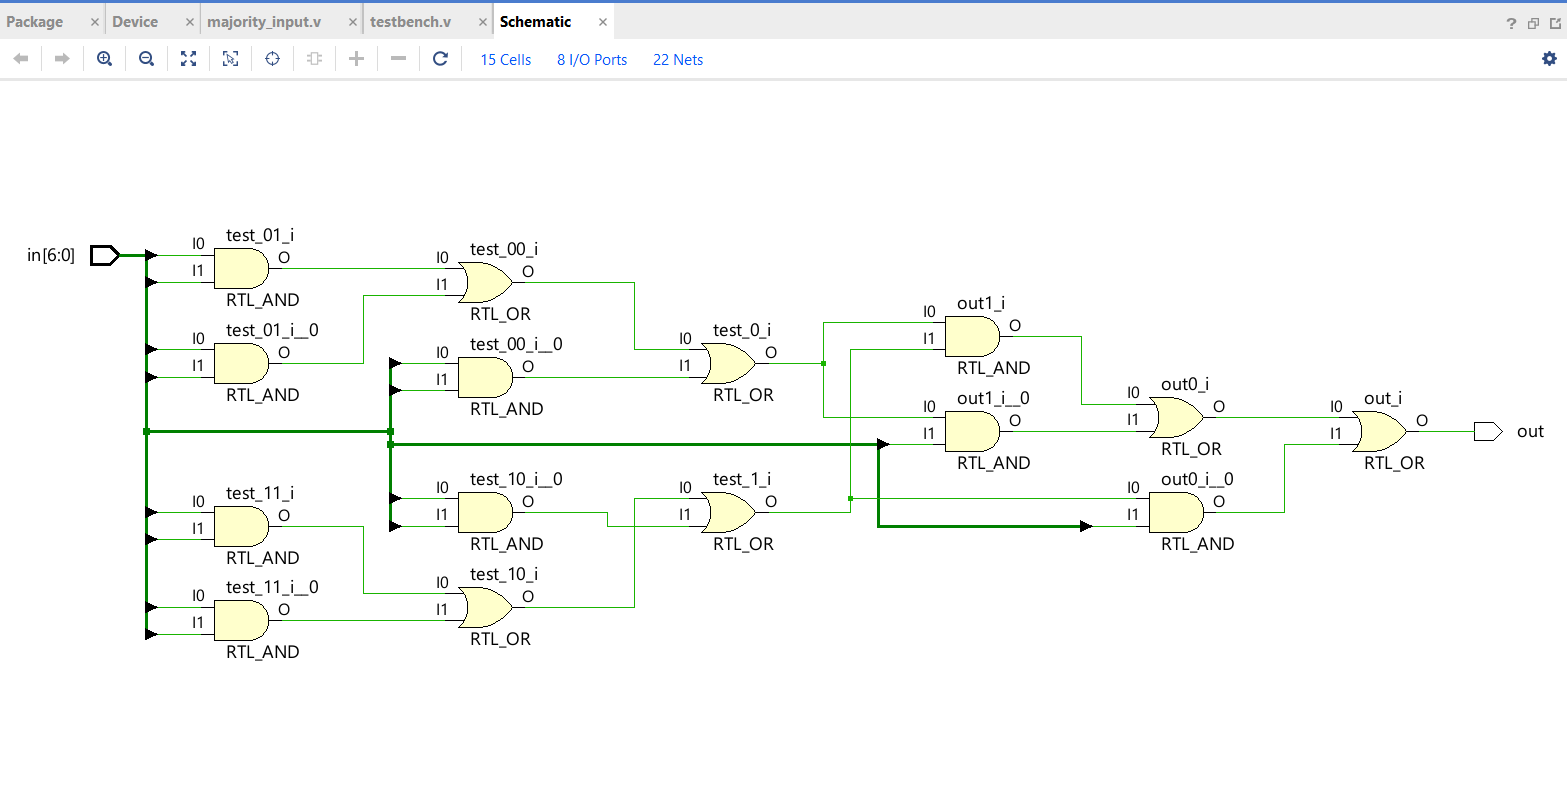 Package × Device × majority_input.v × testbench.v × Schematic × ?
15 Cells 8 I/O Ports 22 Nets
in[6:0]
test_01_i
I0
I1
O
RTL_AND
test_01_i__0
I0
I1
O
RTL_AND
test_11_i
I0
I1
O
RTL_AND
test_11_i__0
I0
I1
O
RTL_AND
test_00_i
I0
I1
O
RTL_OR
test_00_i__0
I0
I1
O
RTL_AND
test_10_i__0
I0
I1
O
RTL_AND
test_10_i
I0
I1
O
RTL_OR
test_0_i
I0
I1
O
RTL_OR
test_1_i
I0
I1
O
RTL_OR
out1_i
I0
I1
O
RTL_AND
out1_i__0
I0
I1
O
RTL_AND
out0_i
I0
I1
O
RTL_OR
out0_i__0
I0
I1
O
RTL_AND
out_i
I0
I1
O
RTL_OR
out